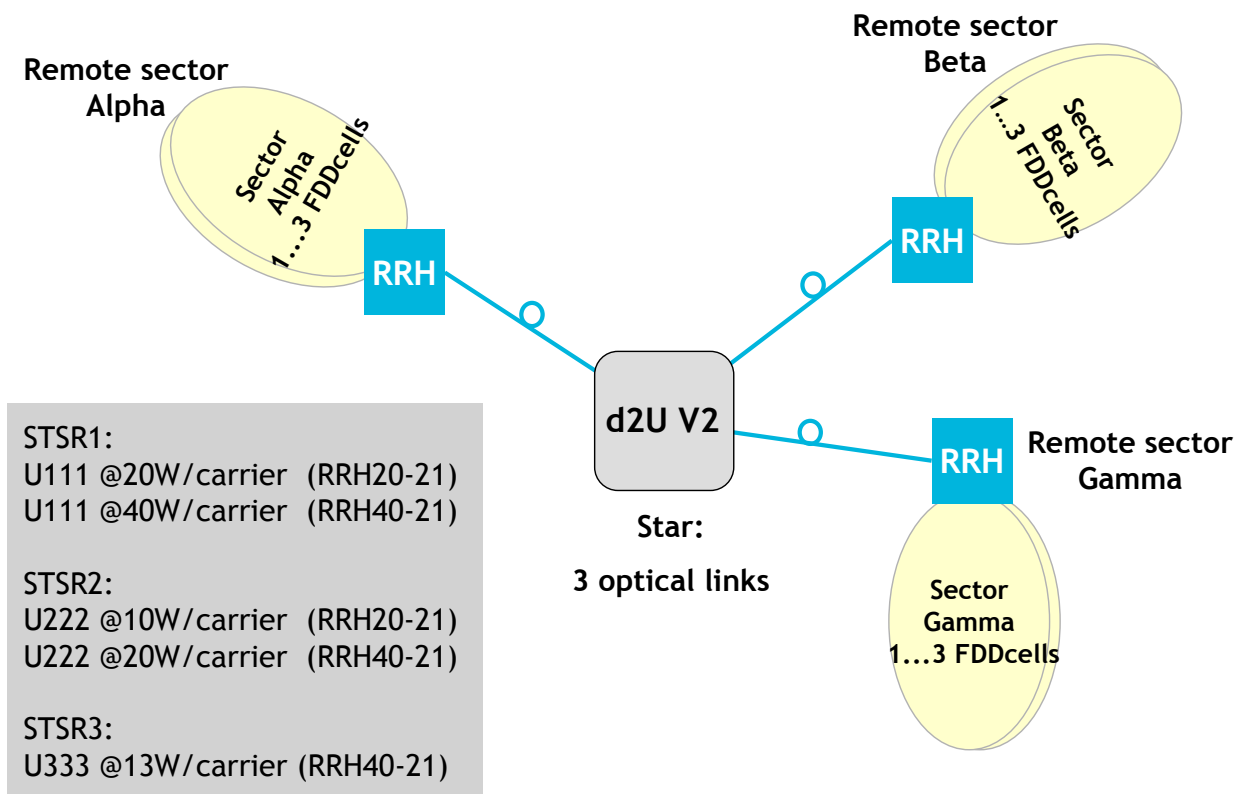 Remote sector
Alpha
Sector
Alpha
1...3 FDDcells
RRH
Remote sector
Beta
Sector
Beta
1...3 FDDcells
RRH
d2U V2
Star:
3 optical links
RRH
Remote sector
Gamma
Sector
Gamma
1...3 FDDcells
STSR1:
U111 @20W/carrier (RRH20-21)
U111 @40W/carrier (RRH40-21)
STSR2:
U222 @10W/carrier (RRH20-21)
U222 @20W/carrier (RRH40-21)
STSR3:
U333 @13W/carrier (RRH40-21)